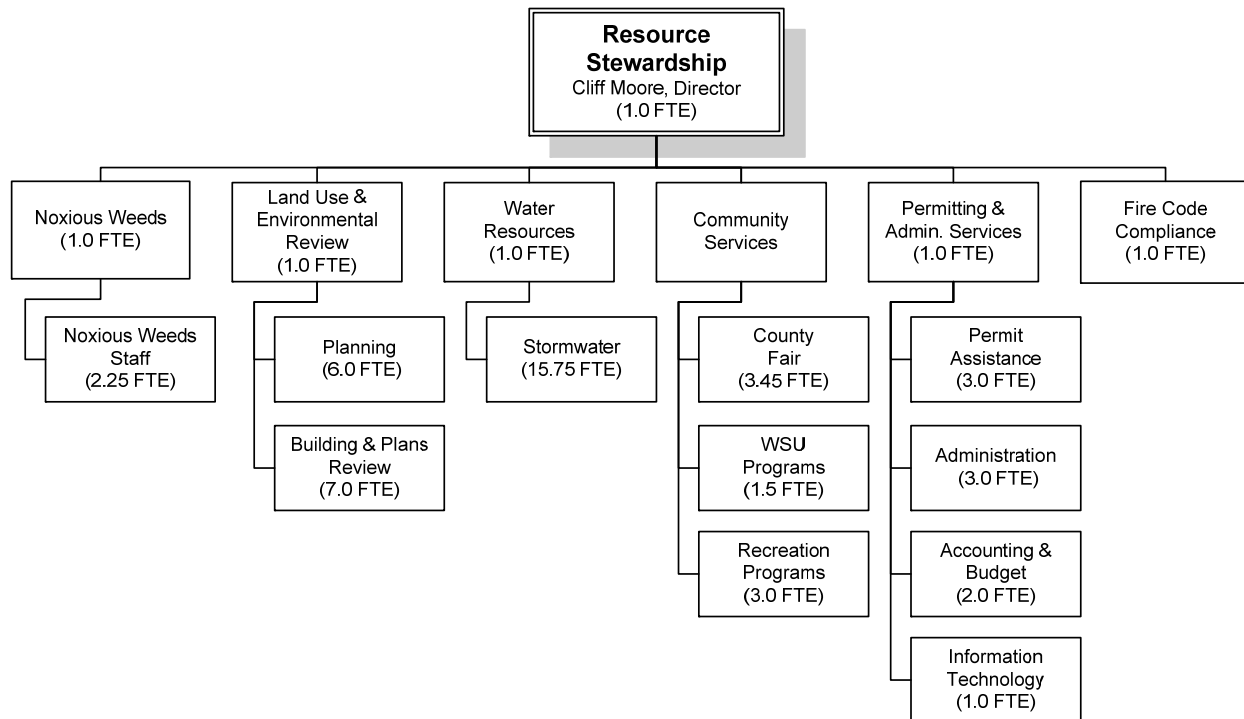 Resource
Stewardship
Cliff Moore, Director
(1.0 FTE)
Noxious Weeds
(1.0 FTE)
Land Use &
Environmental
Review
(1.0 FTE)
Water
Resources
(1.0 FTE)
Community
Services
Permitting &
Admin. Services
(1.0 FTE)
Fire Code
Compliance
(1.0 FTE)
Noxious Weeds
Staff
(2.25 FTE)
Planning
(6.0 FTE)
Building & Plans
Review
(7.0 FTE)
Stormwater
(15.75 FTE)
County
Fair
(3.45 FTE)
WSU
Programs
(1.5 FTE)
Recreation
Programs
(3.0 FTE)
Permit
Assistance
(3.0 FTE)
Administration
(3.0 FTE)
Accounting &
Budget
(2.0 FTE)
Information
Technology
(1.0 FTE)